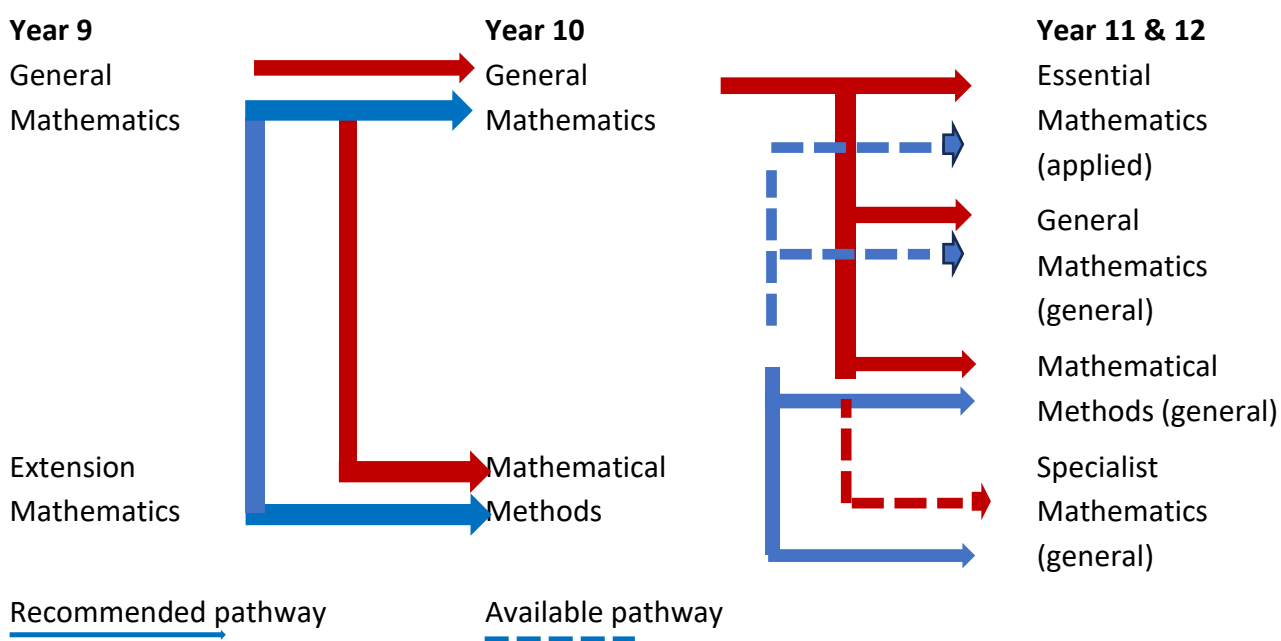 Year 9
General
Mathematics
Extension
Mathematics
Year 10
General
Mathematics
Mathematical
Methods
Year 11 & 12
Essential
Mathematics
(applied)
General
Mathematics
(general)
Mathematical
Methods (general)
Specialist
Mathematics
(general)
Recommended pathway
Available pathway